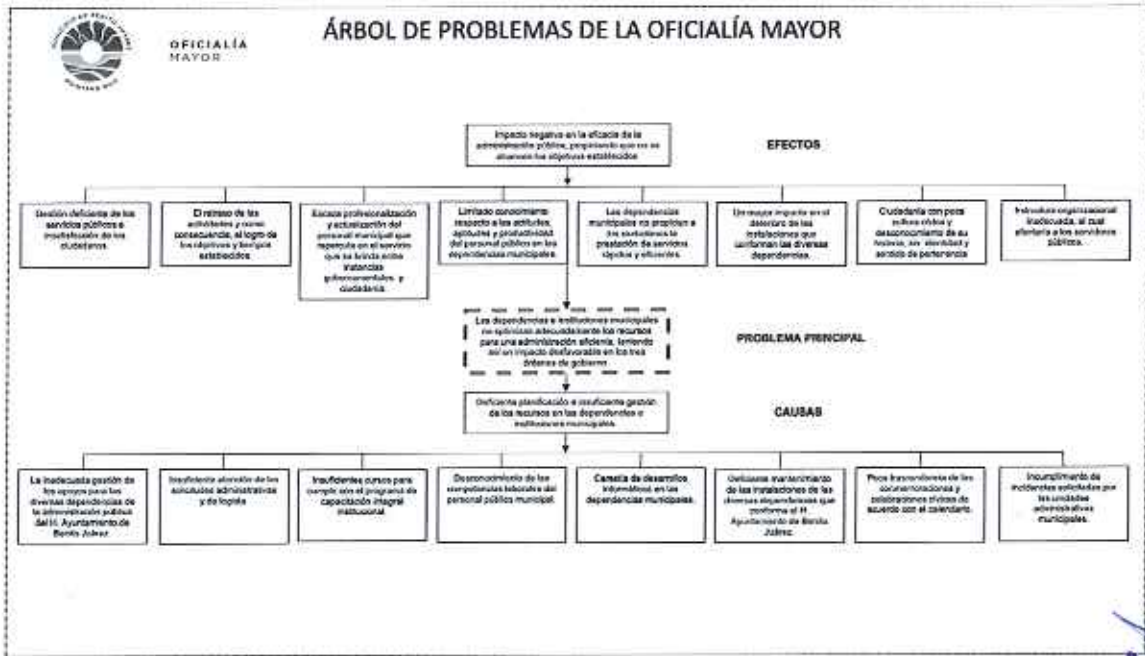 OFICIALÍA
MAYOR
ÁRBOL DE PROBLEMAS DE LA OFICIALÍA MAYOR
Impacto negativo en la eficacia de la
administración pública, propiciando que no se
alcancen los objetivos establecidos
EFECTOS
Gestión deficiente de los
servicios públicos e
insatisfacción de los
ciudadanos.
El retraso de las
actividades y como
consecuencia, el logro de
los objetivos y
establecidos
Escasa profesionalización
y actualización del
personal municipal que
repercute en el servicio
que se brinda entre
instancias
gubernamentales y
ciudadanía.
Limitado conocimiento
respecto a las actitudes,
aptitudes y productividad
del personal público en las
dependencias municipales.
Las dependencias
municipales no propician a
los ciudadanos la
prestación de servicios
rápidos y eficientes.
Un mayor impacto en el
deterioro de las
instalaciones que
conforman las diversas
dependencias.
Ciudadanía con poca
cultura cívica y
desconocimiento de su
historia, sin identidad y
sentido de pertenencia
Estructura organizacional
inadecuada, al cual
afectaría a los servidores
públicos.
Las dependencias e instituciones municipales
no optimizan adecuadamente los recursos
para una administración eficiente, teniendo
así un impacto desfavorable en los tres
órdenes de gobierno
PROBLEMA PRINCIPAL
Deficiente planificación e insuficiente gestión
de los recursos en las dependencias e
instituciones municipales.
CAUSAS
La inadecuada gestión de
los apoyos para las
diversas dependencias de
la administración pública
del H. Ayuntamiento de
Benito Juárez.
Insuficiente atención de las
solicitudes administrativas
y de logística
Insuficientes cursos para
cumplir con el programa de
capacitación integral
institucional
Desconocimiento de las
competencias laborales del
personal público municipal.
Carestía de desarrollos
informáticos en las
dependencias municipales.
Deficiente mantenimiento
de las instalaciones de las
diversas dependencias que
conforma el H.
Ayuntamiento de Benito
Juárez.
Poca trascendencia de las
conmemoraciones y
celebraciones cívicas de
acuerdo con el calendario.
Incumplimiento de
incidencias solicitadas por
las unidades
administrativas
municipales.